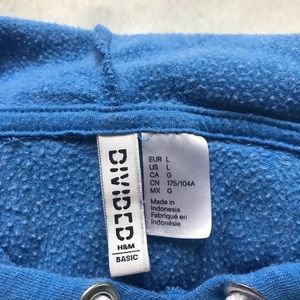 DIVIDED
H&M
BASIC
EUR L
US L
CA G
CN 175/104A
MX G
Made in
Indonesia
Fabriqué en
Indonésie